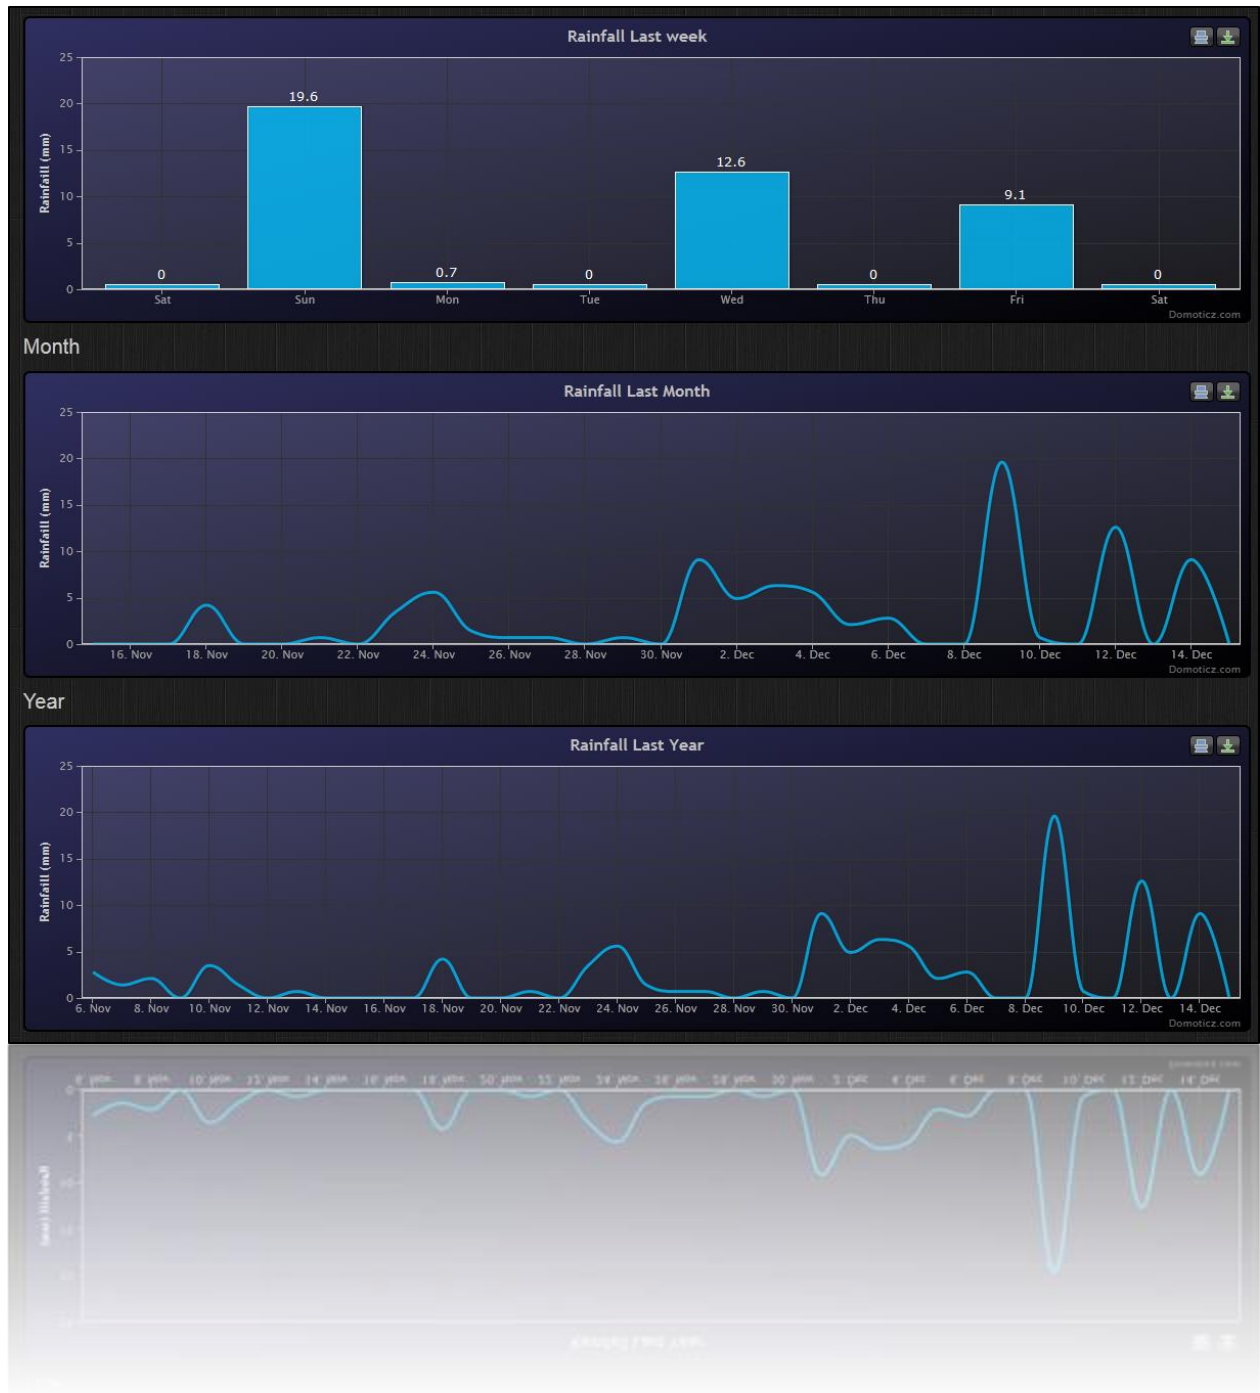 Rainfall Last week
Rainfaill (mm)
25
20
15
10
5
0
0
19.6
0.7
0
12.6
0
9.1
0
Sat Sun Mon Tue Wed Thu Fri Sat
Domoticz.com
Month
Rainfall Last Month
Rainfaill (mm)
25
20
15
10
5
0
16. Nov 18. Nov 20. Nov 22. Nov 24. Nov 26. Nov 28. Nov 30. Nov 2. Dec 4. Dec 6. Dec 8. Dec 10. Dec 12. Dec 14. Dec
Domoticz.com
Year
Rainfall Last Year
Rainfaill (mm)
25
20
15
10
5
0
6. Nov 8. Nov 10. Nov 12. Nov 14. Nov 16. Nov 18. Nov 20. Nov 22. Nov 24. Nov 26. Nov 28. Nov 30. Nov 2. Dec 4. Dec 6. Dec 8. Dec 10. Dec 12. Dec 14. Dec
Domoticz.com